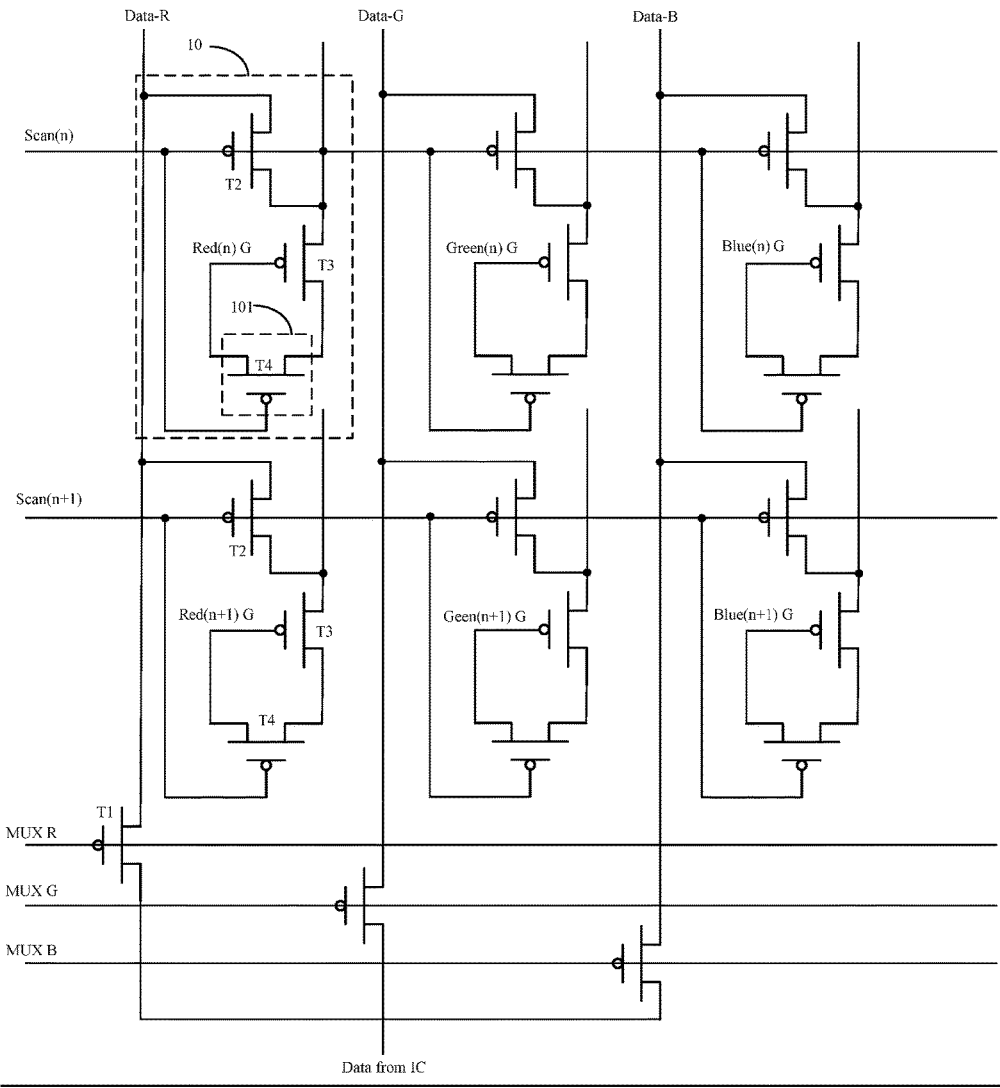 Data-R Data-G Data-B
10
Scan(n)
T2
Red(n) G T3 Green(n) G Blue(n) G
101
T4
Scan(n+1)
T2
Red(n+1) G T3 Geen(n+1) G Blue(n+1) G
T4
T1
MUX R
MUX G
MUX B
Data from IC